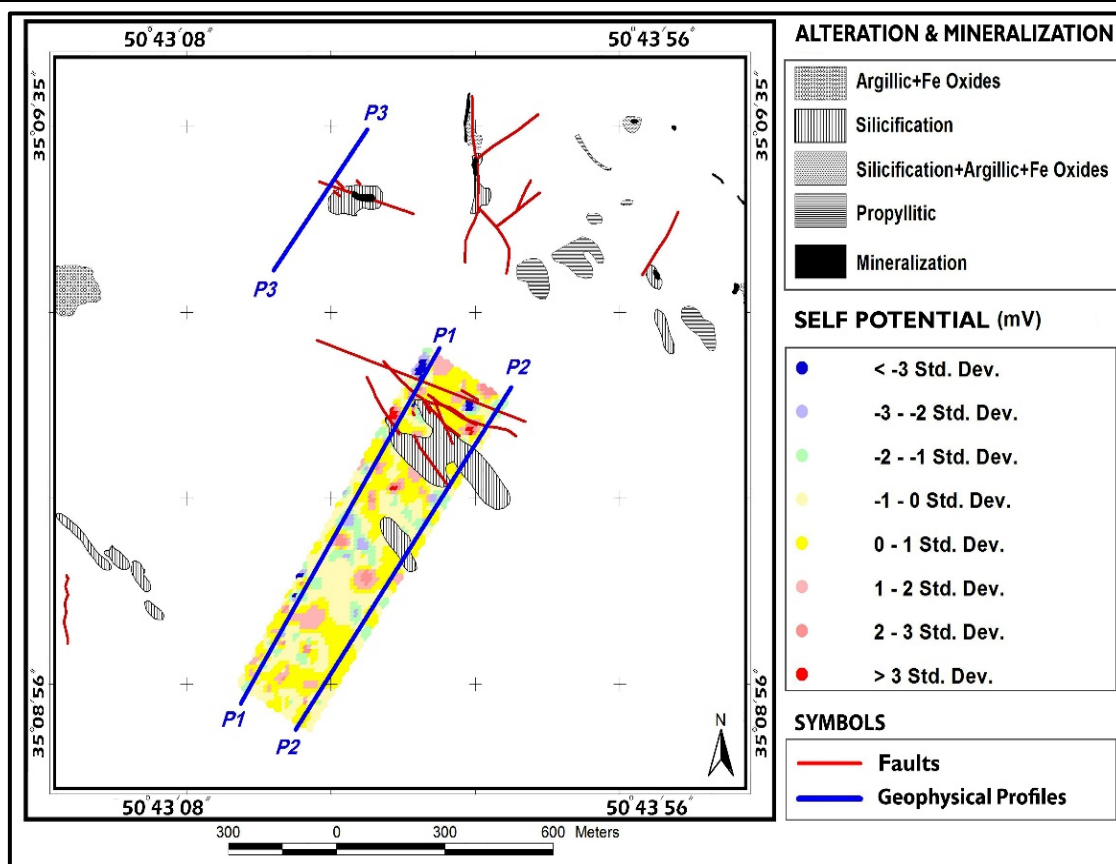 50°43′08″ 50°43′56″
35°09′35″ 35°09′35″
P3
P3
P1
P2
P1
P2
35°08′56″ 35°08′56″
N
50°43′08″ 50°43′56″
300 0 300 600 Meters
ALTERATION & MINERALIZATION
Argillic+Fe Oxides
Silicification
Silicification+Argillic+Fe Oxides
Propyllitic
Mineralization
SELF POTENTIAL (mV)
< -3 Std. Dev.
-3 - -2 Std. Dev.
-2 - -1 Std. Dev.
-1 - 0 Std. Dev.
0 - 1 Std. Dev.
1 - 2 Std. Dev.
2 - 3 Std. Dev.
> 3 Std. Dev.
SYMBOLS
Faults
Geophysical Profiles